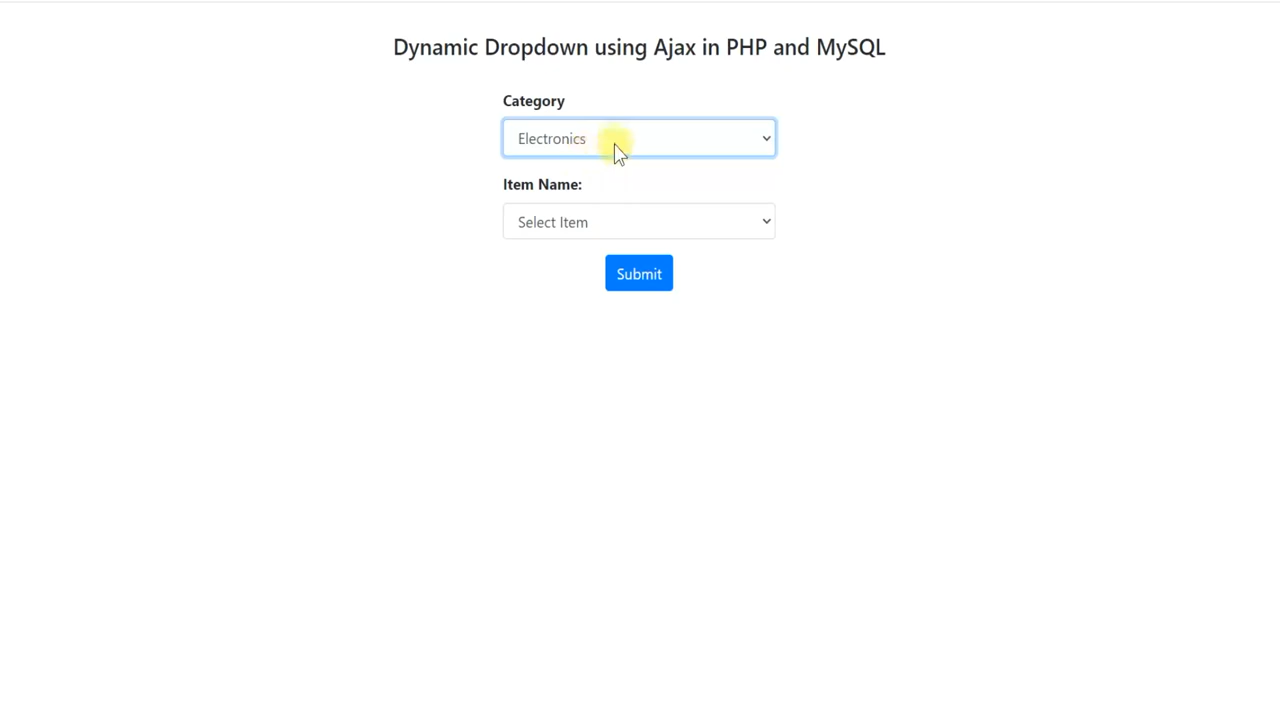 Dynamic Dropdown using Ajax in PHP and MySQL
Category
Electronics
Item Name:
Select Item
Submit